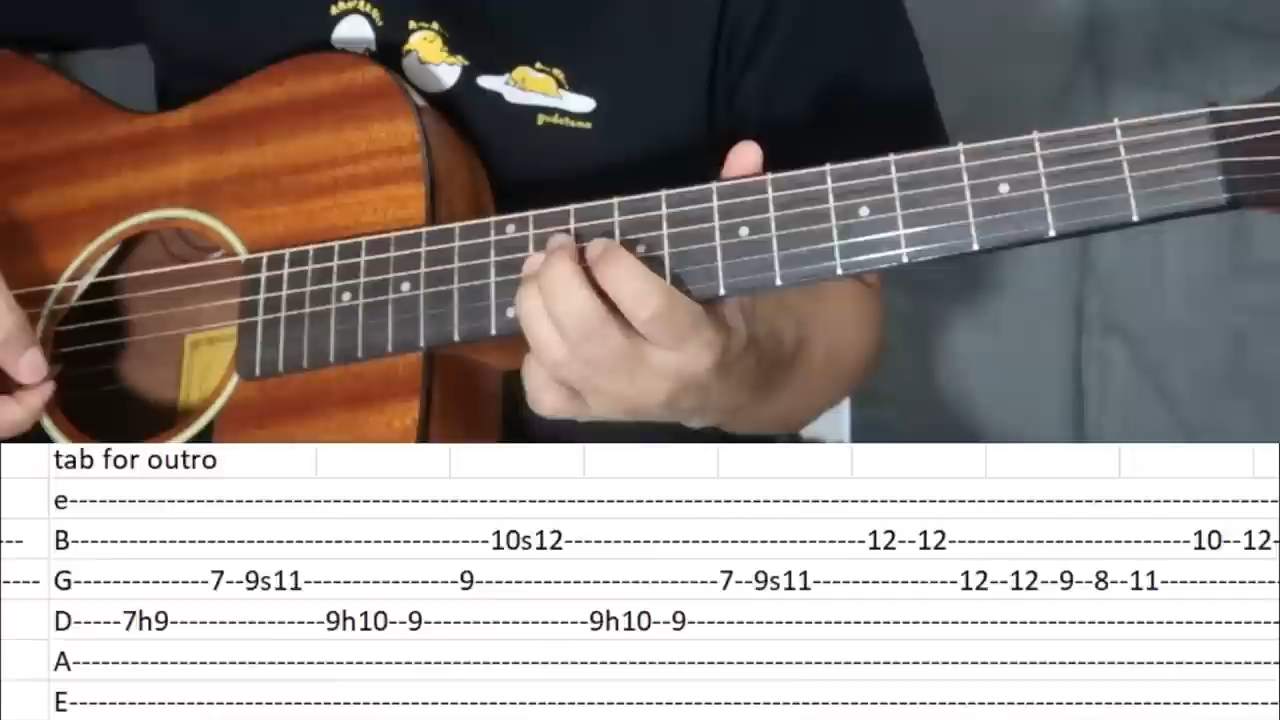 gudetama
tab for outro
e-----------------------------------------------------------------------------------------------------------------------------
--- B-------------------------------------------10s12-------------------------------12--12-------------------------10--12-
---- G--------------7--9s11----------------9-------------------------7--9s11---------------12--12--9--8--11------------
D-----7h9----------------9h10--9-----------------9h10--9-------------------------------------------------------------
A-----------------------------------------------------------------------------------------------------------------------------
E-----------------------------------------------------------------------------------------------------------------------------